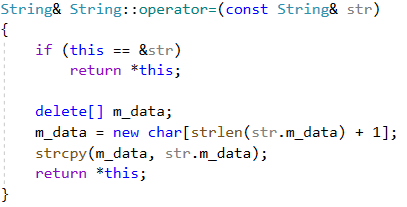 String& String::operator=(const String& str)
{
    if (this == &str)
        return *this;

    delete[] m_data;
    m_data = new char[strlen(str.m_data) + 1];
    strcpy(m_data, str.m_data);
    return *this;
}